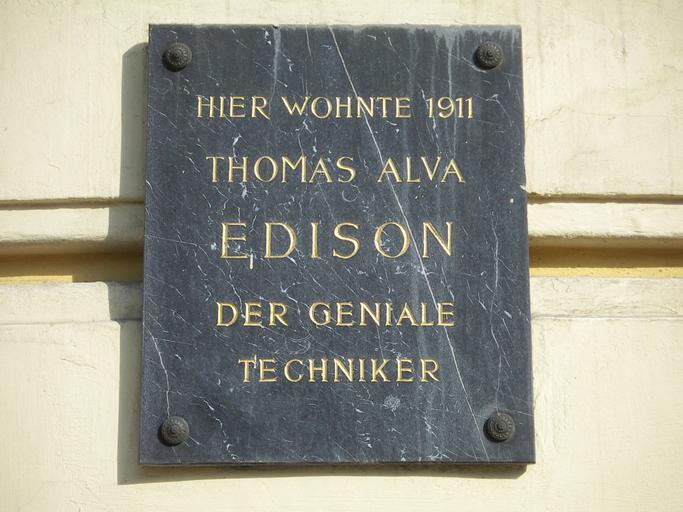 HIER WOHNTE 1911
THOMAS ALVA
EDISON
DER GENIALE
TECHNIKER